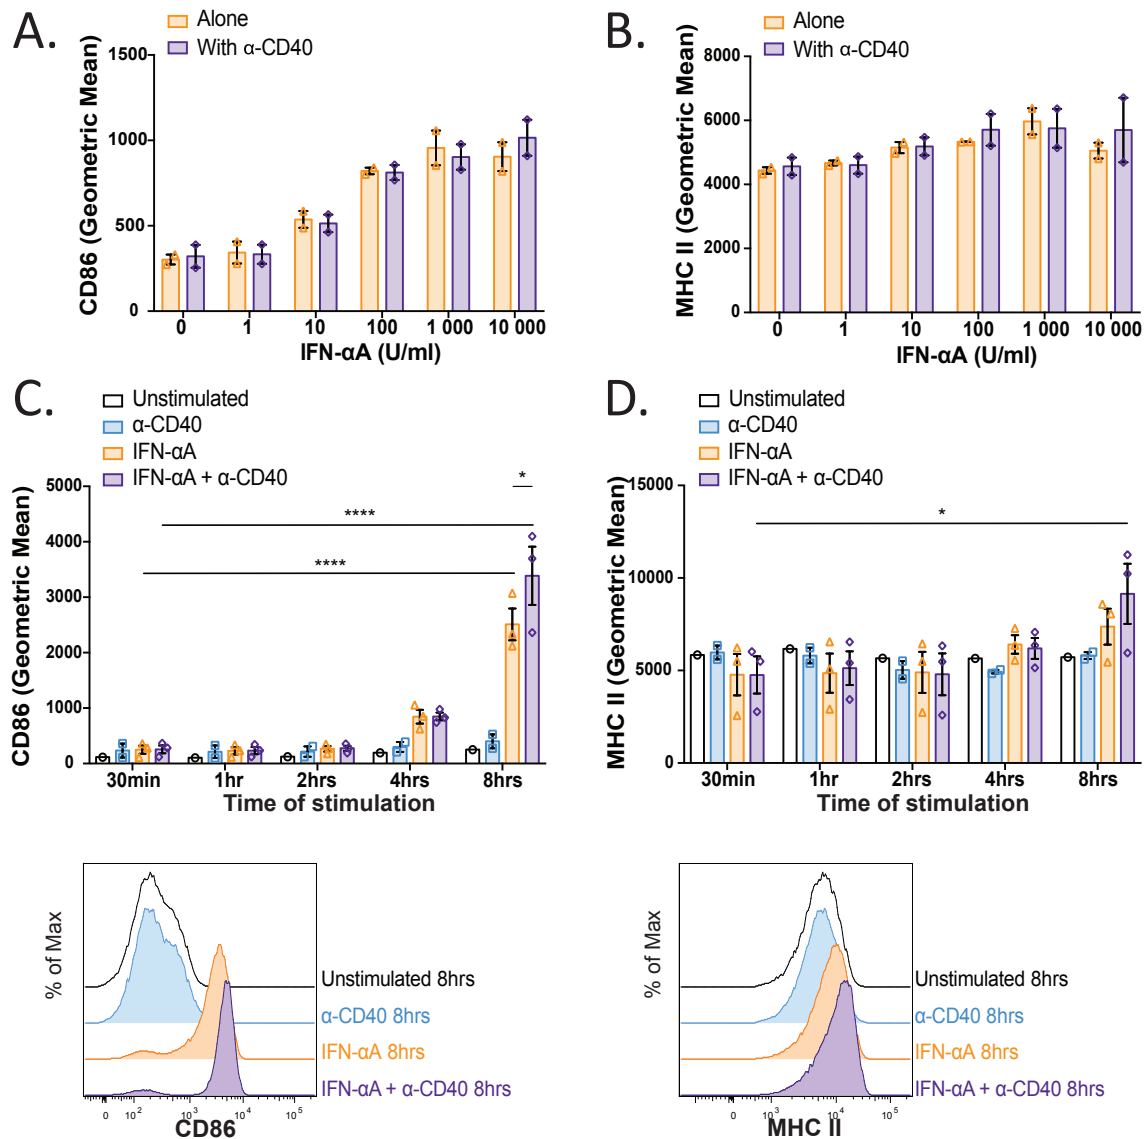 A.
Alone
With α-CD40
CD86 (Geometric Mean)
1500
1000
500
0
0 1 10 100 1 000 10 000
IFN-αA (U/ml)
B.
Alone
With α-CD40
MHC II (Geometric Mean)
8000
6000
4000
2000
0
0 1 10 100 1 000 10 000
IFN-αA (U/ml)
C.
Unstimulated
α-CD40
IFN-αA
IFN-αA + α-CD40
CD86 (Geometric Mean)
5000
4000
3000
2000
1000
0
*
****
****
30min 1hr 2hrs 4hrs 8hrs
Time of stimulation
D.
Unstimulated
α-CD40
IFN-αA
IFN-αA + α-CD40
MHC II (Geometric Mean)
15000
10000
5000
0
*
30min 1hr 2hrs 4hrs 8hrs
Time of stimulation
% of Max
Unstimulated 8hrs
α-CD40 8hrs
IFN-αA 8hrs
IFN-αA + α-CD40 8hrs
0 10² 10³ 10⁴ 10⁵
CD86
% of Max
Unstimulated 8hrs
α-CD40 8hrs
IFN-αA 8hrs
IFN-αA + α-CD40 8hrs
0 10³ 10⁴ 10⁵
MHC II